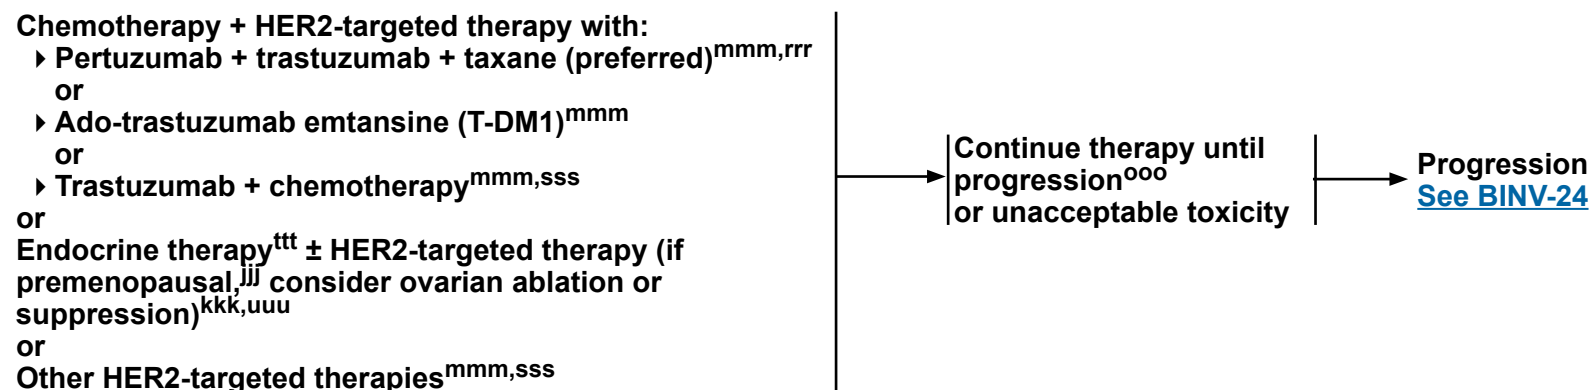 Chemotherapy + HER2-targeted therapy with:
▶ Pertuzumab + trastuzumab + taxane (preferred)mmm,rrr
or
▶ Ado-trastuzumab emtansine (T-DM1)mmm
or
▶ Trastuzumab + chemotherapymmm,sss
or
Endocrine therapyttt ± HER2-targeted therapy (if
premenopausal,jjj consider ovarian ablation or
suppression)kkk,uuu
or
Other HER2-targeted therapiesmmm,sss
Continue therapy until
progressionooo
or unacceptable toxicity
Progression
See BINV-24